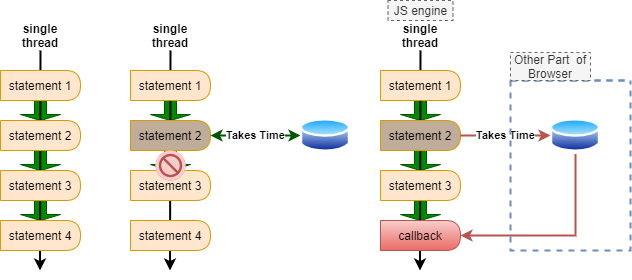 JS engine
single
thread
statement 1
statement 2
statement 3
statement 4
single
thread
statement 1
statement 2
Takes Time
statement 3
statement 4
single
thread
statement 1
statement 2
Takes Time
statement 3
callback
Other Part of
Browser